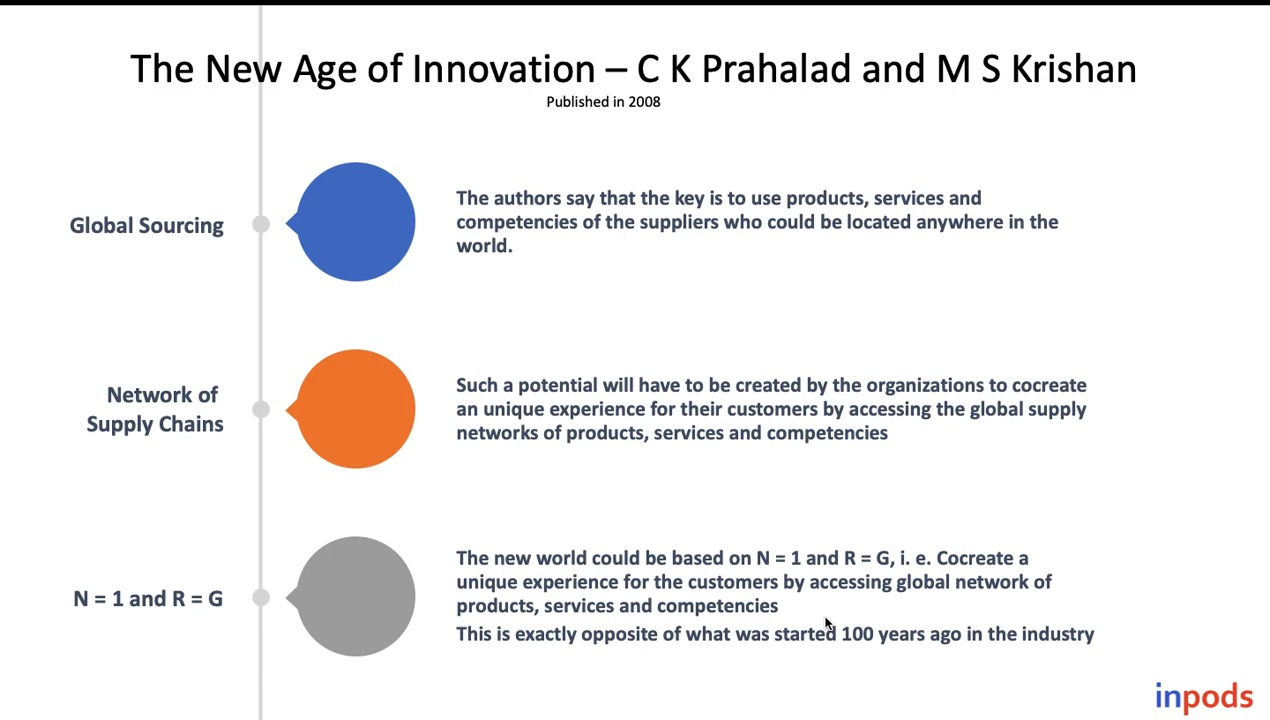 The New Age of Innovation – C K Prahalad and M S Krishan
Published in 2008
Global Sourcing
The authors say that the key is to use products, services and
competencies of the suppliers who could be located anywhere in the
world.
Network of
Supply Chains
Such a potential will have to be created by the organizations to cocreate
an unique experience for their customers by accessing the global supply
networks of products, services and competencies
N = 1 and R = G
The new world could be based on N = 1 and R = G, i. e. Cocreate a
unique experience for the customers by accessing global network of
products, services and competencies
This is exactly opposite of what was started 100 years ago in the industry
inpods